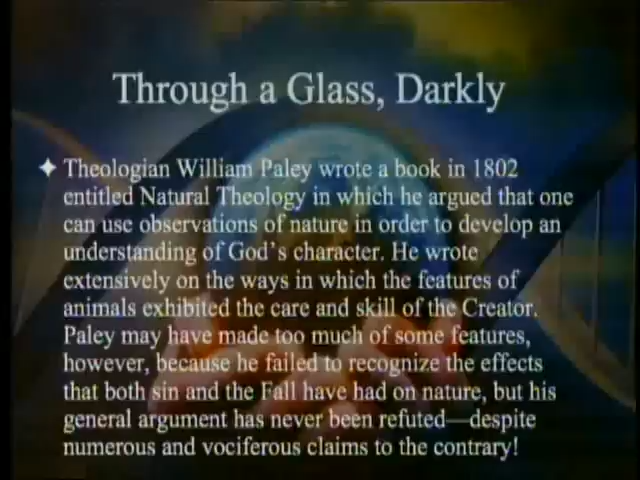 Through a Glass, Darkly
✦ Theologian William Paley wrote a book in 1802
entitled Natural Theology in which he argued that one
can use observations of nature in order to develop an
understanding of God's character. He wrote
extensively on the ways in which the features of
animals exhibited the care and skill of the Creator.
Paley may have made too much of some features,
however, because he failed to recognize the effects
that both sin and the Fall have had on nature, but his
general argument has never been refuted—despite
numerous and vociferous claims to the contrary!